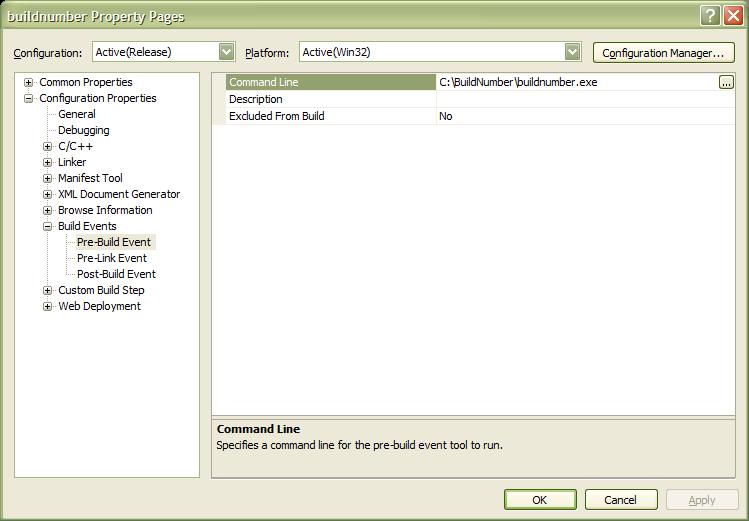 buildnumber Property Pages
Configuration: Active(Release) Platform: Active(Win32) Configuration Manager...
Common Properties
Configuration Properties
General
Debugging
C/C++
Linker
Manifest Tool
XML Document Generator
Browse Information
Build Events
Pre-Build Event
Pre-Link Event
Post-Build Event
Custom Build Step
Web Deployment
Command Line C:\BuildNumber\buildnumber.exe ...
Description
Excluded From Build No
Command Line
Specifies a command line for the pre-build event tool to run.
OK Cancel Apply